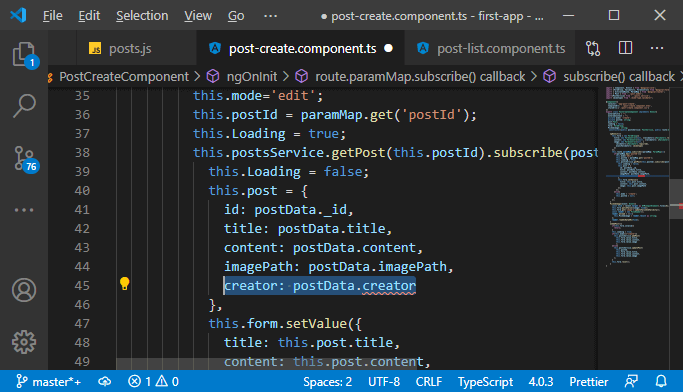 File Edit Selection View Go ··· ● post-create.component.ts - first-app - ...
JS posts.js post-create.component.ts ● post-list.component.ts ···
PostCreateComponent > ngOnInit > route.paramMap.subscribe() callback > subscribe() callback
35 this.mode='edit';
36 this.postId = paramMap.get('postId');
37 this.Loading = true;
38 this.postsService.getPost(this.postId).subscribe(post
39 this.Loading = false;
40 this.post = {
41 id: postData._id,
42 title: postData.title,
43 content: postData.content,
44 imagePath: postData.imagePath,
45 creator: postData.creator
46 },
47 this.form.setValue({
48 title: this.post.title,
49 content: this.post.content,
1
76
master*+ 1 0 Spaces: 2 UTF-8 CRLF TypeScript 4.0.3 Prettier